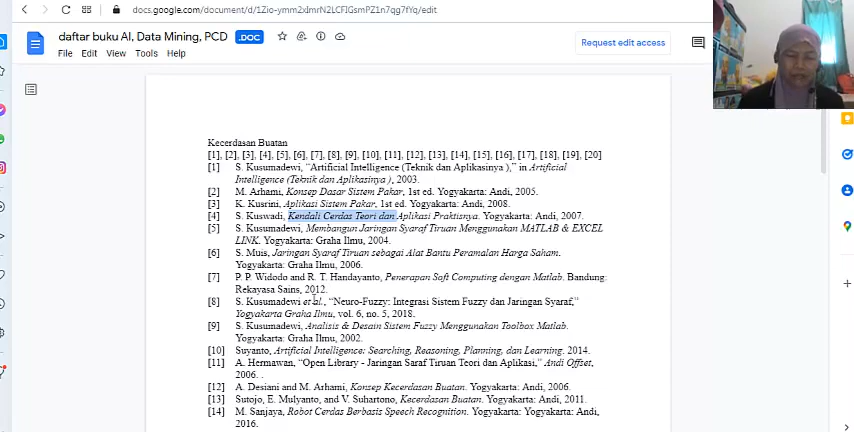 docs.google.com/document/d/1Zio-ymm2xImrN2LCFIGsmPZ1n7qg7fYq/edit
daftar buku AI, Data Mining, PCD .DOC
File Edit View Tools Help
Request edit access
Kecerdasan Buatan
[1], [2], [3], [4], [5], [6], [7], [8], [9], [10], [11], [12], [13], [14], [15], [16], [17], [18], [19], [20]
[1] S. Kusumadewi, “Artificial Intelligence (Teknik dan Aplikasinya ),” in Artificial
Intelligence (Teknik dan Aplikasinya ), 2003.
[2] M. Arhami, Konsep Dasar Sistem Pakar, 1st ed. Yogyakarta: Andi, 2005.
[3] K. Kusrini, Aplikasi Sistem Pakar, 1st ed. Yogyakarta: Andi, 2008.
[4] S. Kuswadi, Kendali Cerdas Teori dan Aplikasi Praktisnya. Yogyakarta: Andi, 2007.
[5] S. Kusumadewi, Membangun Jaringan Syaraf Tiruan Menggunakan MATLAB & EXCEL
LINK. Yogyakarta: Graha Ilmu, 2004.
[6] S. Muis, Jaringan Syaraf Tiruan sebagai Alat Bantu Peramalan Harga Saham.
Yogyakarta: Graha Ilmu, 2006.
[7] P. P. Widodo and R. T. Handayanto, Penerapan Soft Computing dengan Matlab. Bandung:
Rekayasa Sains, 2012.
[8] S. Kusumadewi et al., “Neuro-Fuzzy: Integrasi Sistem Fuzzy dan Jaringan Syaraf,”
Yogyakarta Graha Ilmu, vol. 6, no. 5, 2018.
[9] S. Kusumadewi, Analisis & Desain Sistem Fuzzy Menggunakan Toolbox Matlab.
Yogyakarta: Graha Ilmu, 2002.
[10] Suyanto, Artificial Intelligence: Searching, Reasoning, Planning, dan Learning. 2014.
[11] A. Hermawan, “Open Library - Jaringan Saraf Tiruan Teori dan Aplikasi,” Andi Offset,
2006. .
[12] A. Desiani and M. Arhami, Konsep Kecerdasan Buatan. Yogyakarta: Andi, 2006.
[13] Sutojo, E. Mulyanto, and V. Suhartono, Kecerdasan Buatan. Yogyakarta: Andi, 2011.
[14] M. Sanjaya, Robot Cerdas Berbasis Speech Recognition. Yogyakarta: Yogyakarta: Andi,
2016.